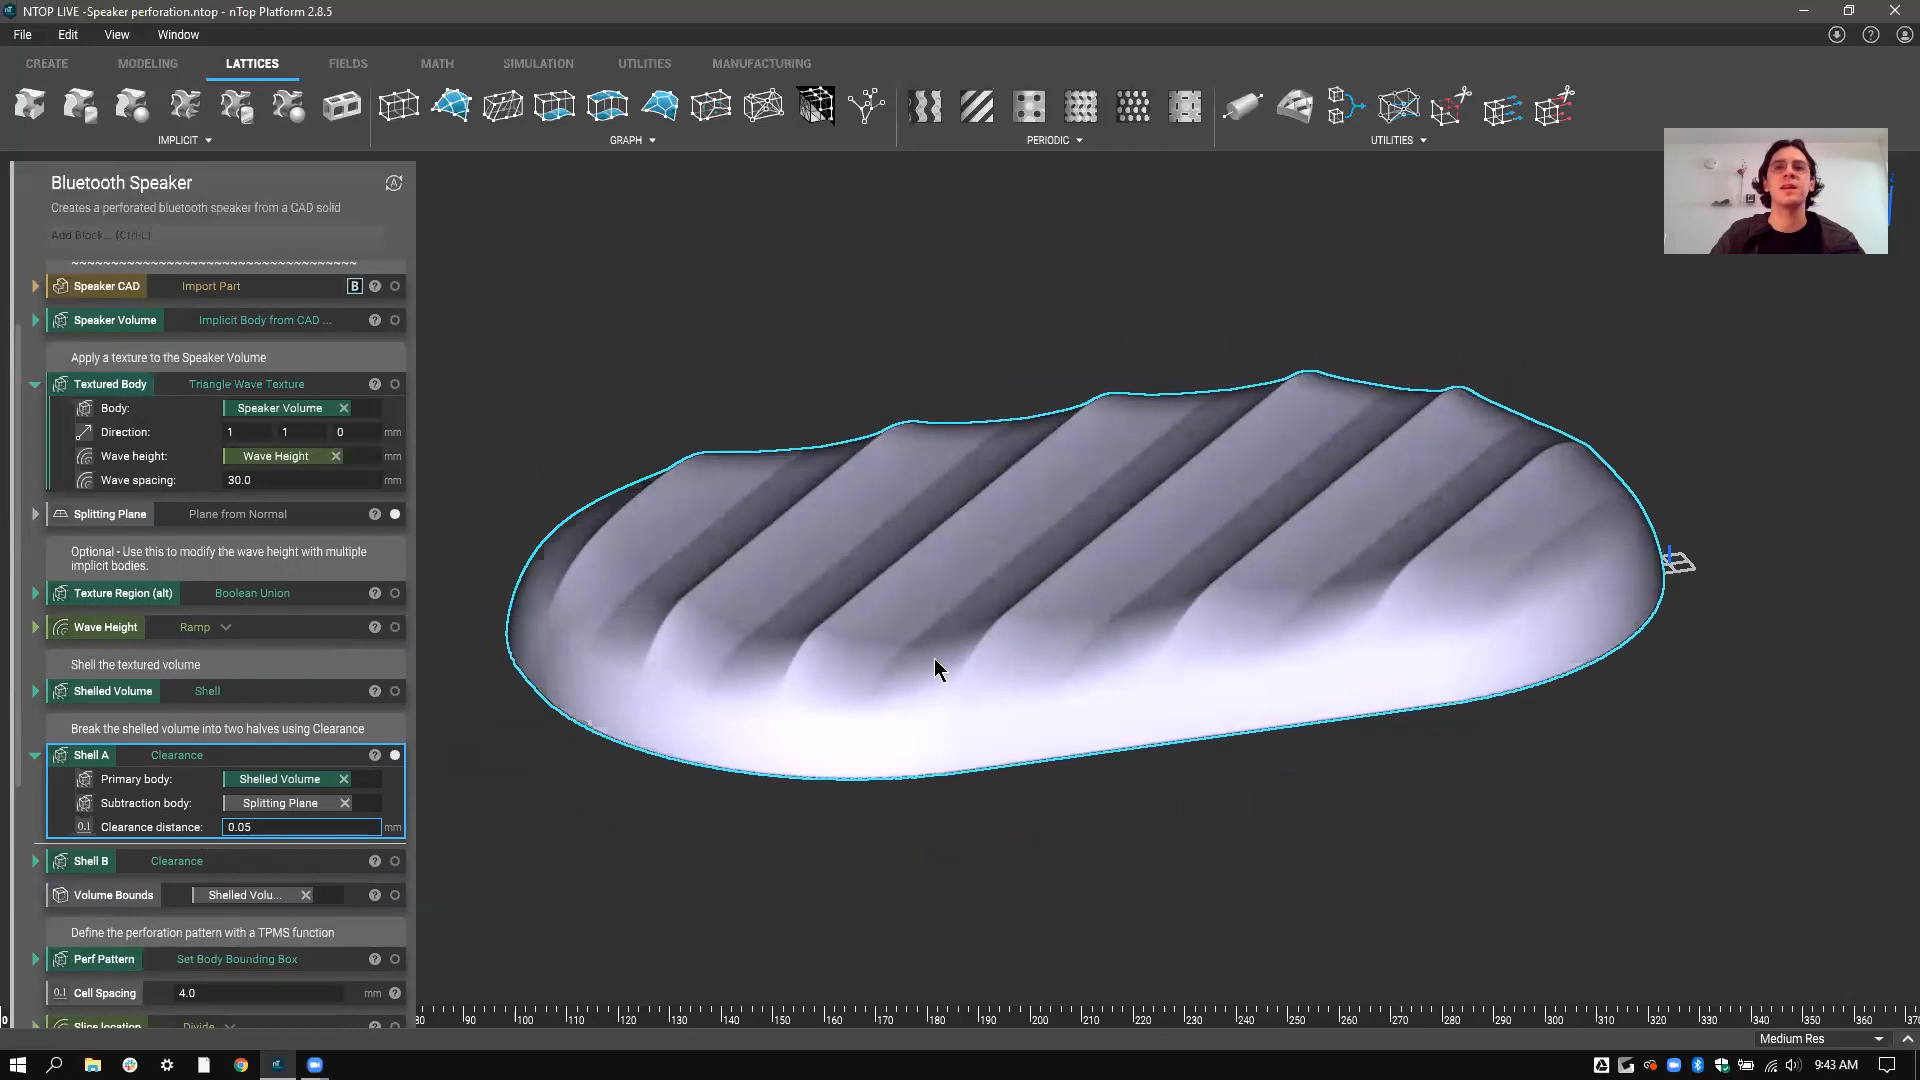 NTOP LIVE -Speaker perforation.ntop - nTop Platform 2.8.5
File Edit View Window
CREATE MODELING LATTICES FIELDS MATH SIMULATION UTILITIES MANUFACTURING
IMPLICIT GRAPH PERIODIC UTILITIES
Bluetooth Speaker
Creates a perforated bluetooth speaker from a CAD solid
Add Block... (Ctrl-L)
~~~~~~~~~~~~~~~~~~~~~~~~~~~~~~~~~~~~
Speaker CAD Import Part B
Speaker Volume Implicit Body from CAD ...
Apply a texture to the Speaker Volume
Textured Body Triangle Wave Texture
Body: Speaker Volume
Direction: 1 1 0 mm
Wave height: Wave Height mm
Wave spacing: 30.0 mm
Splitting Plane Plane from Normal
Optional - Use this to modify the wave height with multiple
implicit bodies.
Texture Region (alt) Boolean Union
Wave Height Ramp
Shell the textured volume
Shelled Volume Shell
Break the shelled volume into two halves using Clearance
Shell A Clearance
Primary body: Shelled Volume
Subtraction body: Splitting Plane
0.1 Clearance distance: 0.05 mm
Shell B Clearance
Volume Bounds Shelled Volu...
Define the perforation pattern with a TPMS function
Perf Pattern Set Body Bounding Box
0.1 Cell Spacing 4.0 mm
Slice location Divide
0 80 90 100 110 120 130 140 150 160 170 180 190 200 210 220 230 240 250 260 270 280 290 300 310 320 330 340 350 360 370
Medium Res
9:43 AM